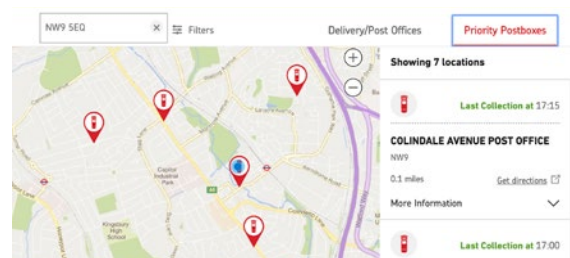 NW9 5EQ
Filters
Delivery/Post Offices
Priority Postboxes
Showing 7 locations
Last Collection at 17:15
COLINDALE AVENUE POST OFFICE
NW9
0.1 miles
Get directions
More Information
Last Collection at 17:00
Capitol
Industrial
Park
Kingsbury
High
School